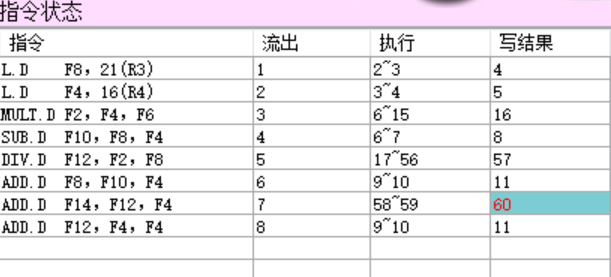 指令状态
指令 流出 执行 写结果
L.D F8, 21(R3) 1 2~3 4
L.D F4, 16(R4) 2 3~4 5
MULT.D F2, F4, F6 3 6~15 16
SUB.D F10, F8, F4 4 6~7 8
DIV.D F12, F2, F8 5 17~56 57
ADD.D F8, F10, F4 6 9~10 11
ADD.D F14, F12, F4 7 58~59 60
ADD.D F12, F4, F4 8 9~10 11